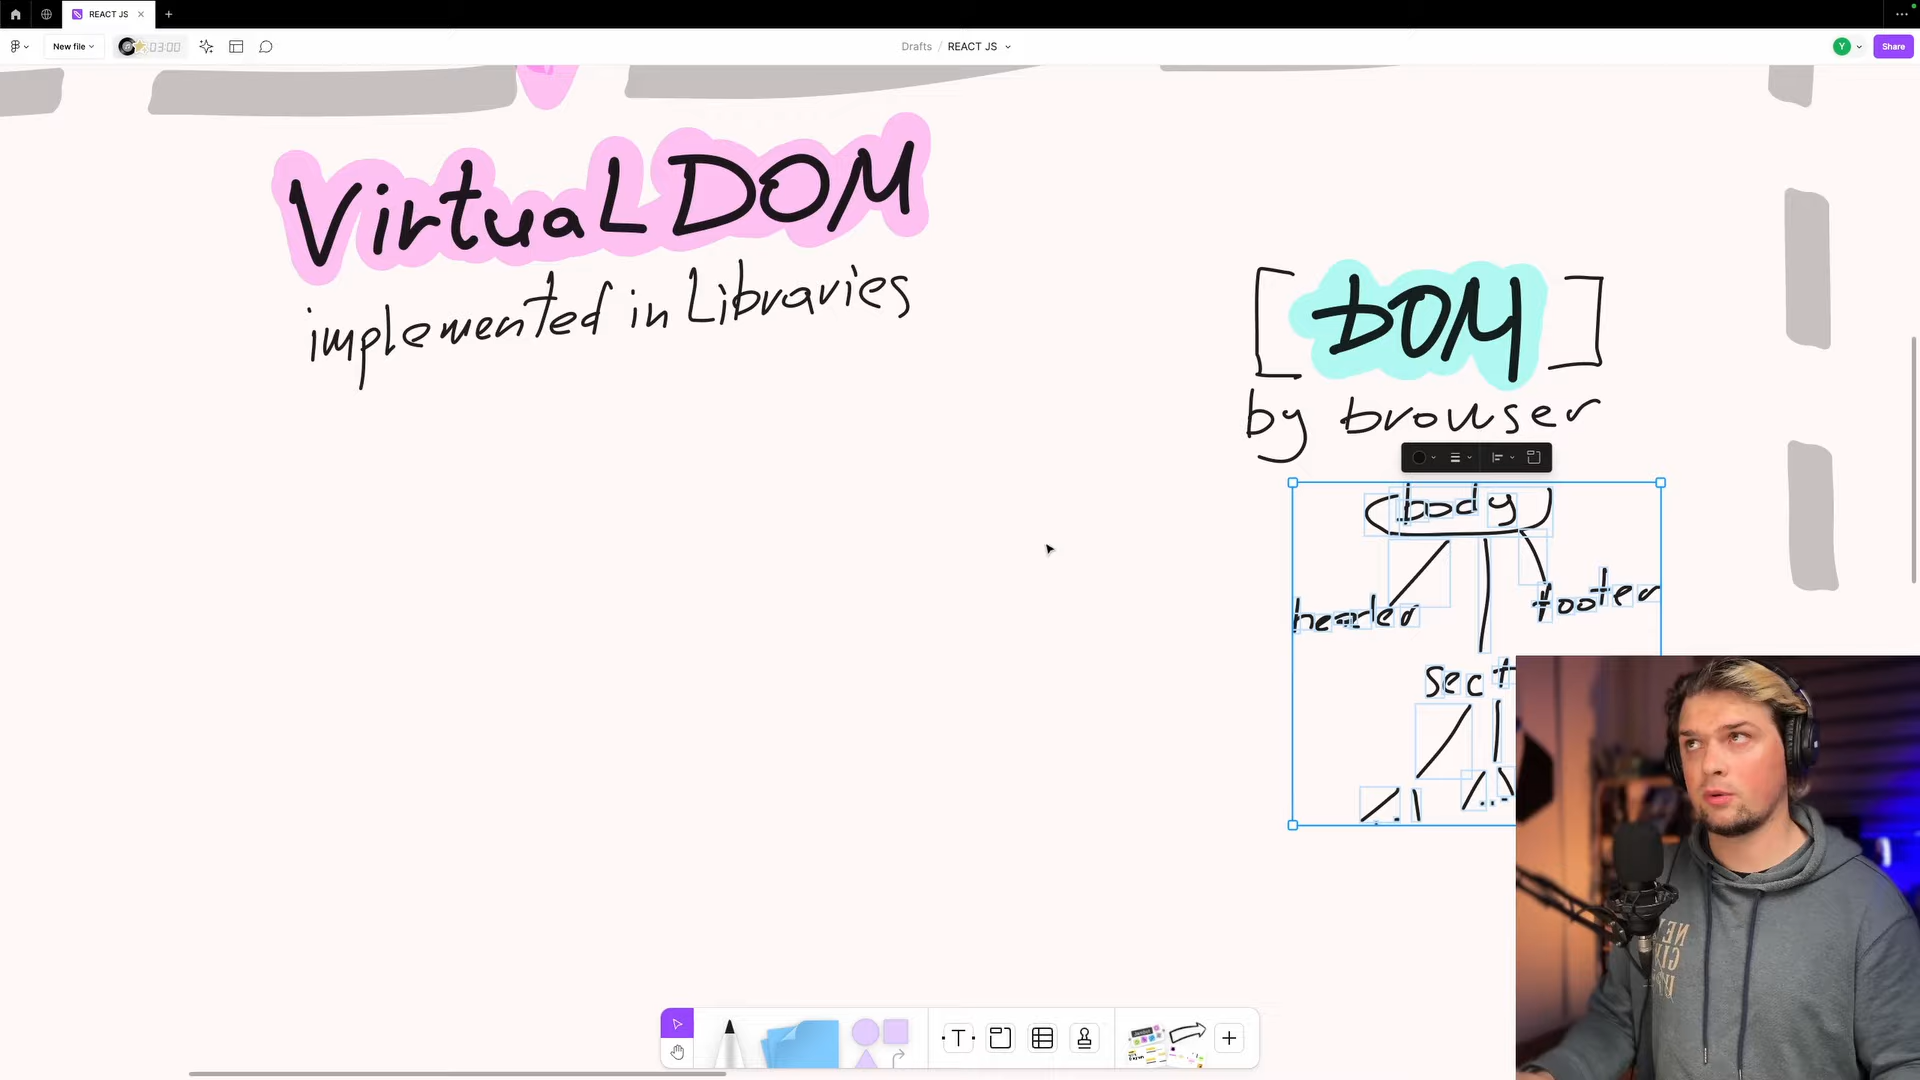 REACT JS
New file
03:00
Drafts / REACT JS
Y
Share
Virtual DOM
implemented in Libraries
[DOM]
by browser
body
header
footer
sect
T